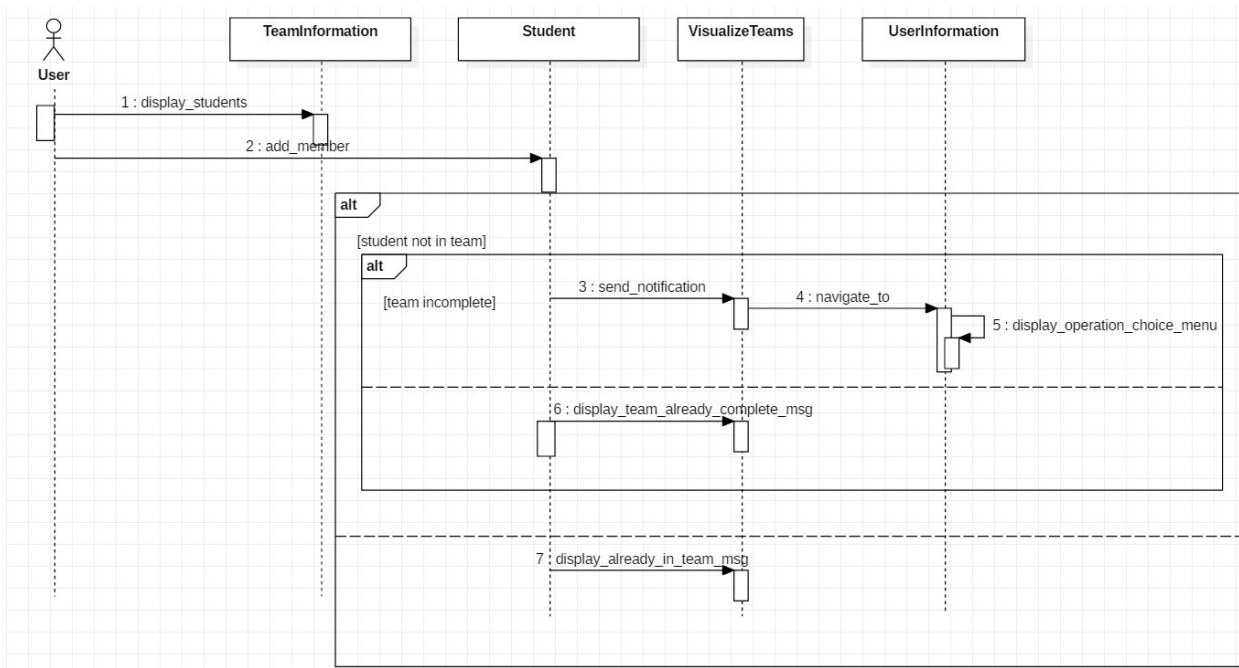 User
TeamInformation
Student
VisualizeTeams
UserInformation
1 : display_students
2 : add_member
alt
[student not in team]
alt
[team incomplete]
3 : send_notification
4 : navigate_to
5 : display_operation_choice_menu
6 : display_team_already_complete_msg
7 : display_already_in_team_msg